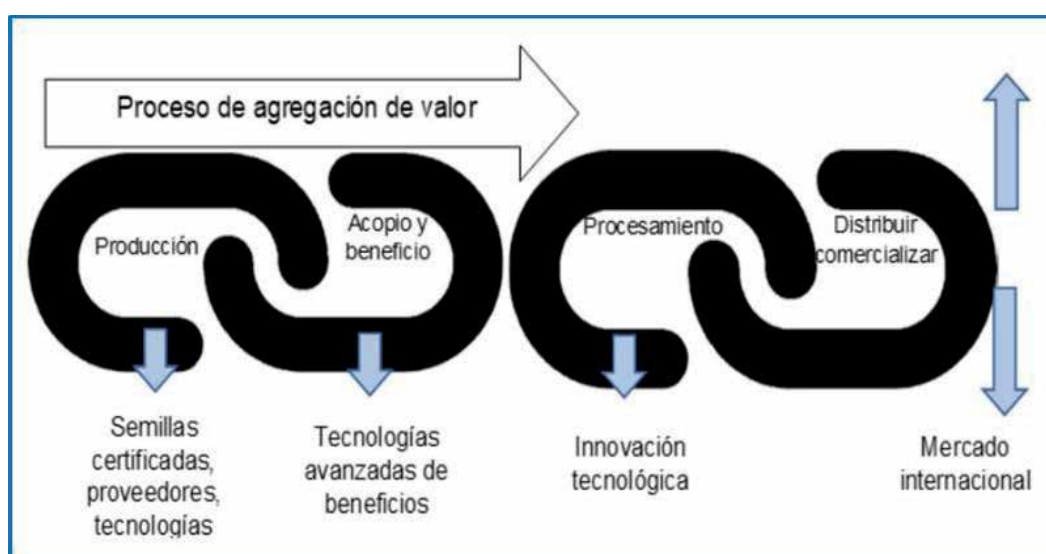 Proceso de agregación de valor
Producción
Acopio y
beneficio
Procesamiento
Distribuir
comercializar
Semillas
certificadas,
proveedores,
tecnologías
Tecnologías
avanzadas de
beneficios
Innovación
tecnológica
Mercado
internacional